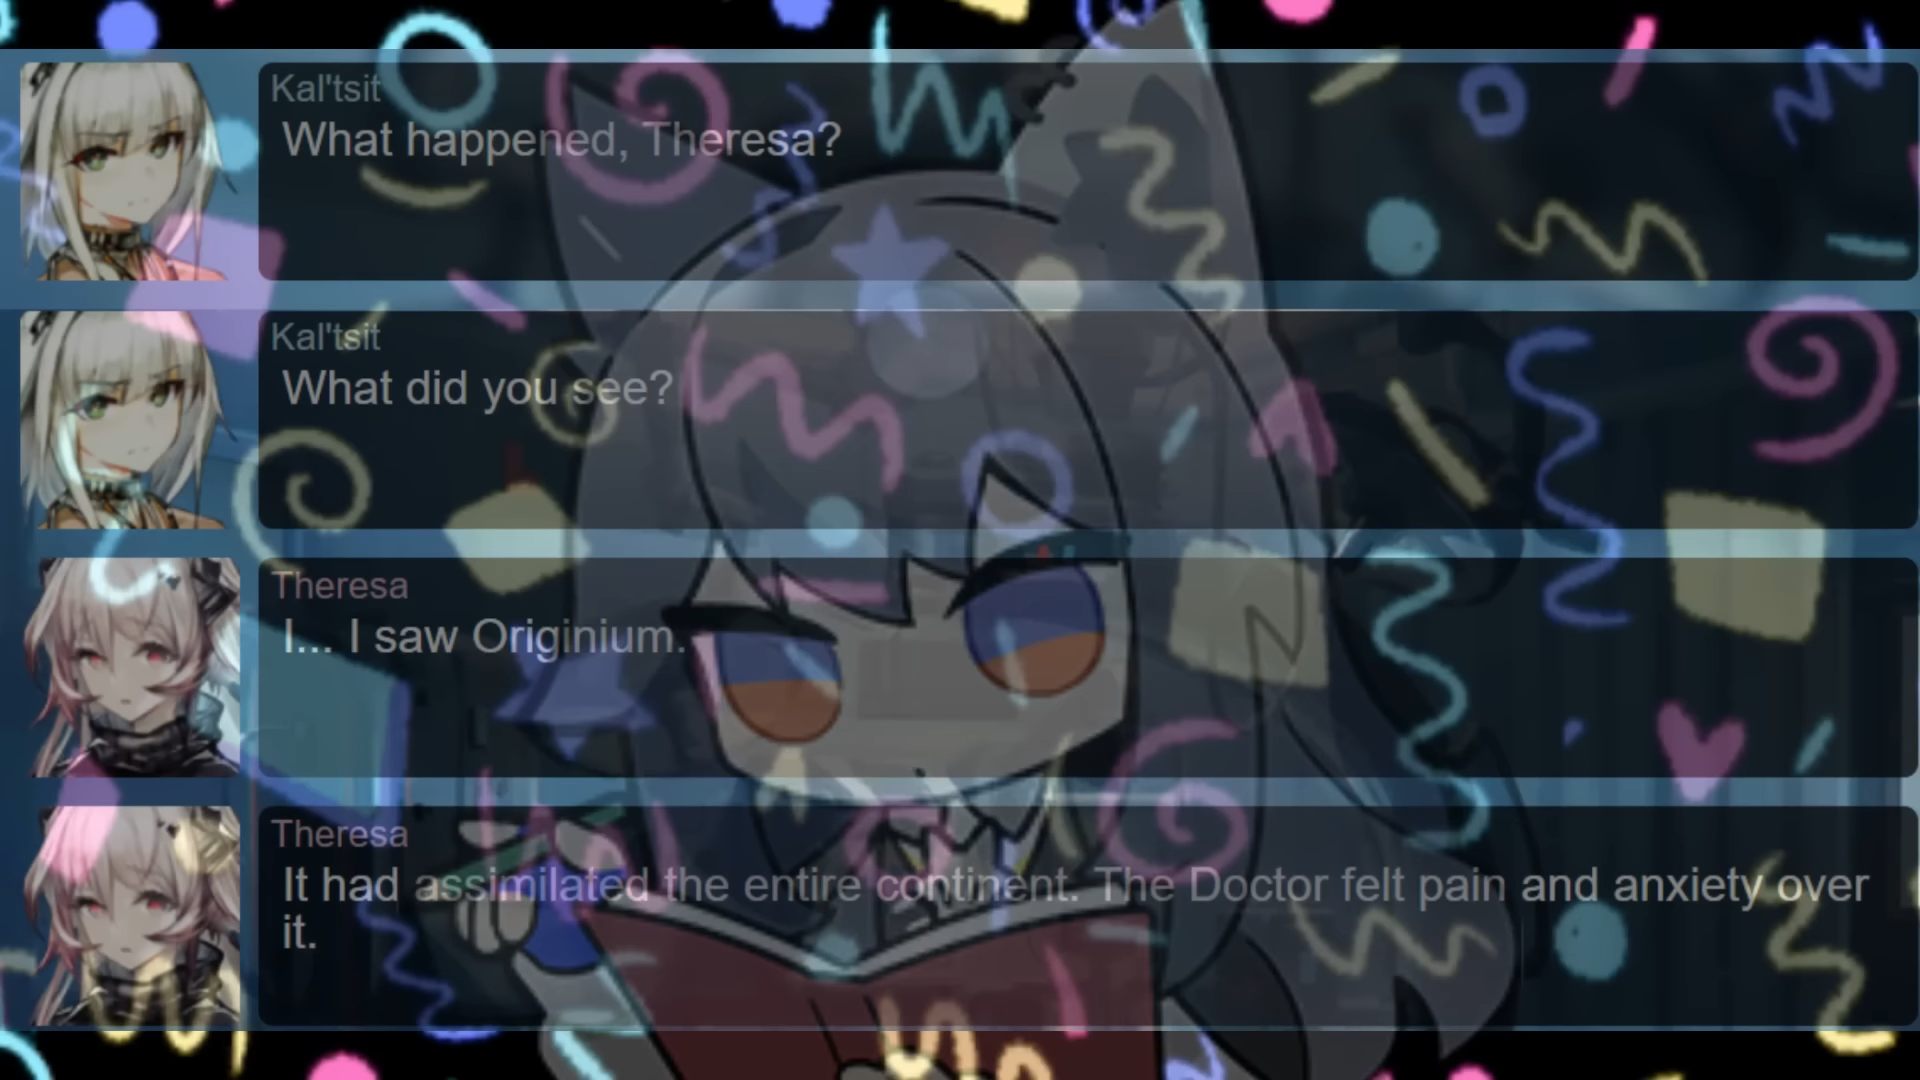 Kal'tsit
What happened, Theresa?
Kal'tsit
What did you see?
Theresa
I... I saw Originium.
Theresa
It had assimilated the entire continent. The Doctor felt pain and anxiety over
it.